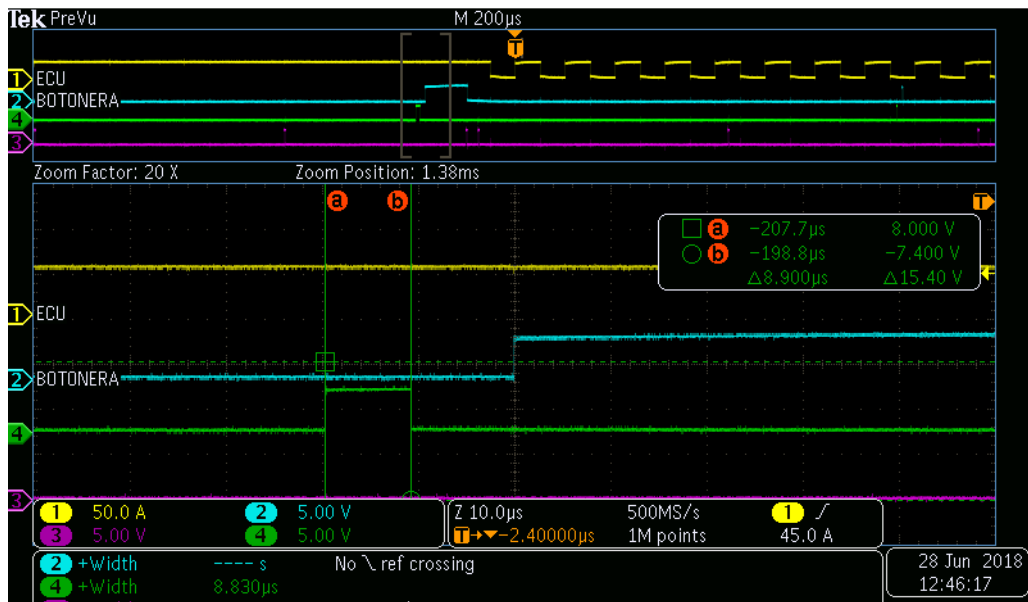 Tek PreVu M 200µs
T
1 ECU
2 BOTONERA
4
3
Zoom Factor: 20 X Zoom Position: 1.38ms
a b T
a −207.7µs 8.000 V
b −198.8µs −7.400 V
Δ8.900µs Δ15.40 V
1 ECU
2 BOTONERA
4
3
1 50.0 A 2 5.00 V Z 10.0µs 500MS/s 1
3 5.00 V 4 5.00 V T→▼−2.40000µs 1M points 45.0 A
2 +Width ---- s No ref crossing
4 +Width 8.830µs
28 Jun 2018
12:46:17